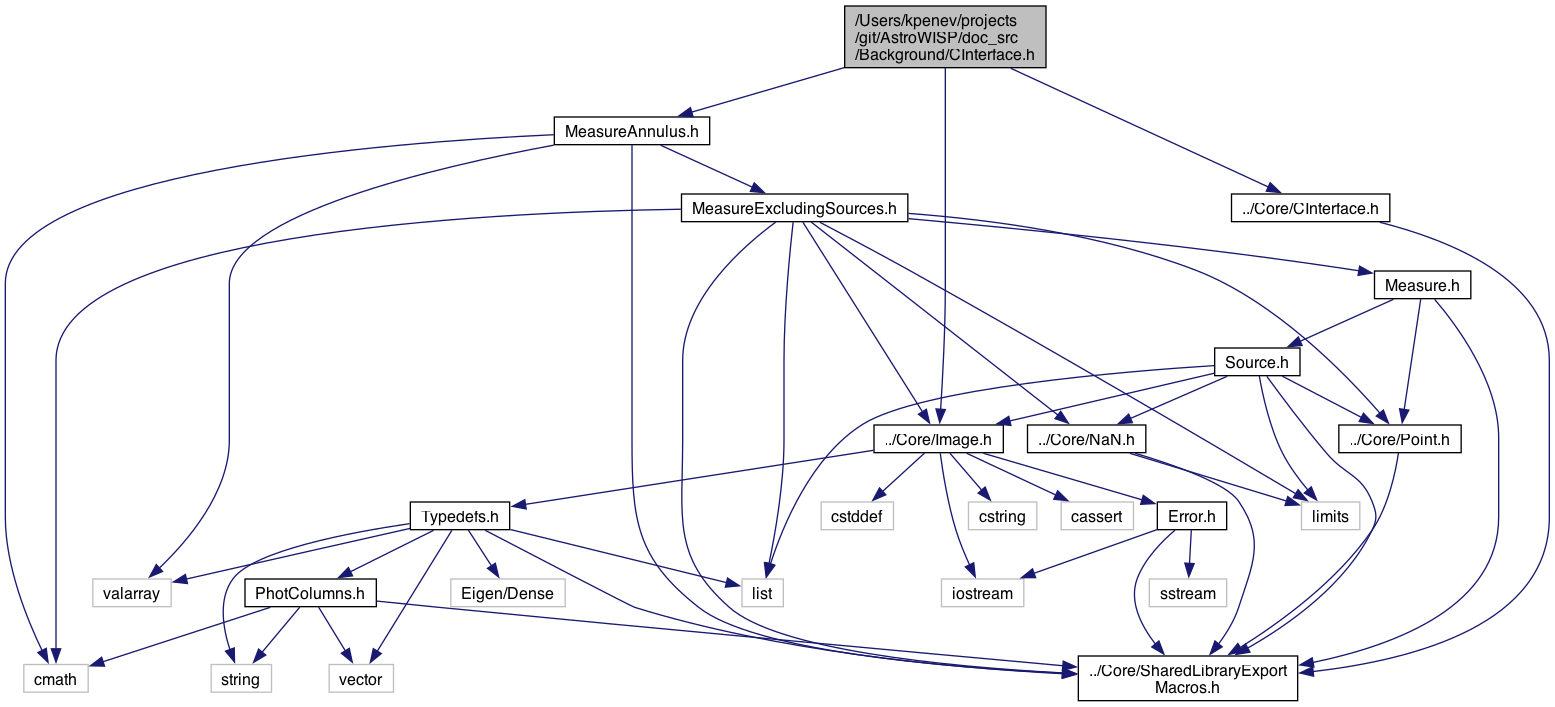 /Users/kpenev/projects
/git/AstroWISP/doc_src
/Background/CInterface.h
MeasureAnnulus.h
MeasureExcludingSources.h
../Core/CInterface.h
Measure.h
Source.h
../Core/Image.h
../Core/NaN.h
../Core/Point.h
Typedefs.h
cstddef
cstring
cassert
Error.h
limits
valarray
PhotColumns.h
Eigen/Dense
list
iostream
sstream
cmath
string
vector
../Core/SharedLibraryExport
Macros.h